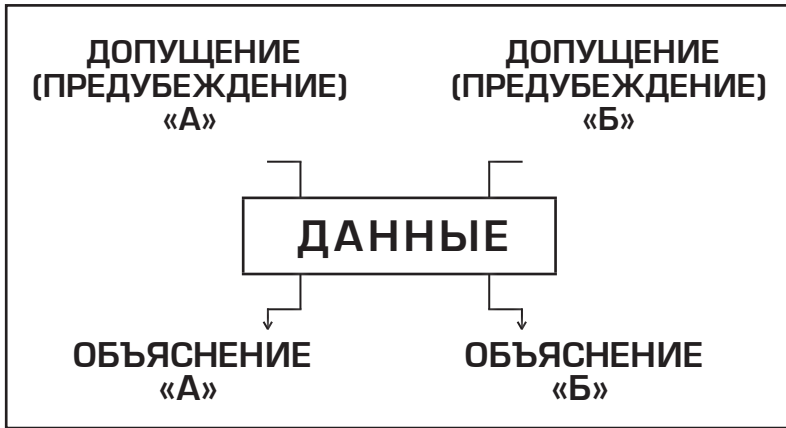 ДОПУЩЕНИЕ
(ПРЕДУБЕЖДЕНИЕ)
«А»
ДОПУЩЕНИЕ
(ПРЕДУБЕЖДЕНИЕ)
«Б»
ДАННЫЕ
ОБЪЯСНЕНИЕ
«А»
ОБЪЯСНЕНИЕ
«Б»